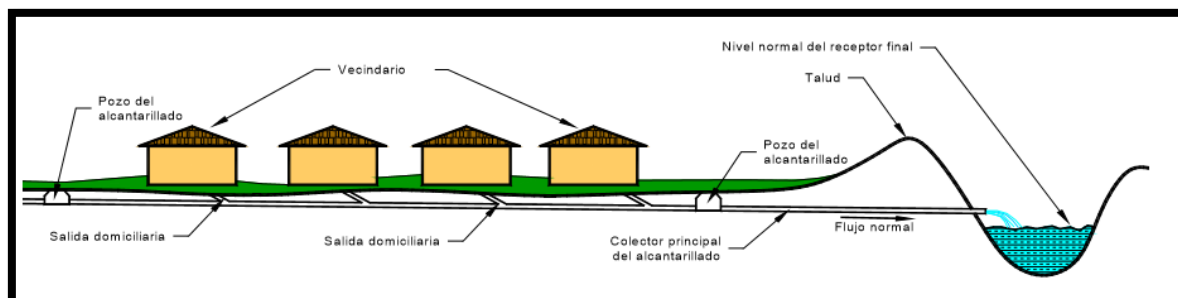 Vecindario
Pozo del
alcantarillado
Nivel normal del receptor final
Talud
Pozo del
alcantarillado
Salida domiciliaria
Salida domiciliaria
Colector principal
del alcantarillado
Flujo normal